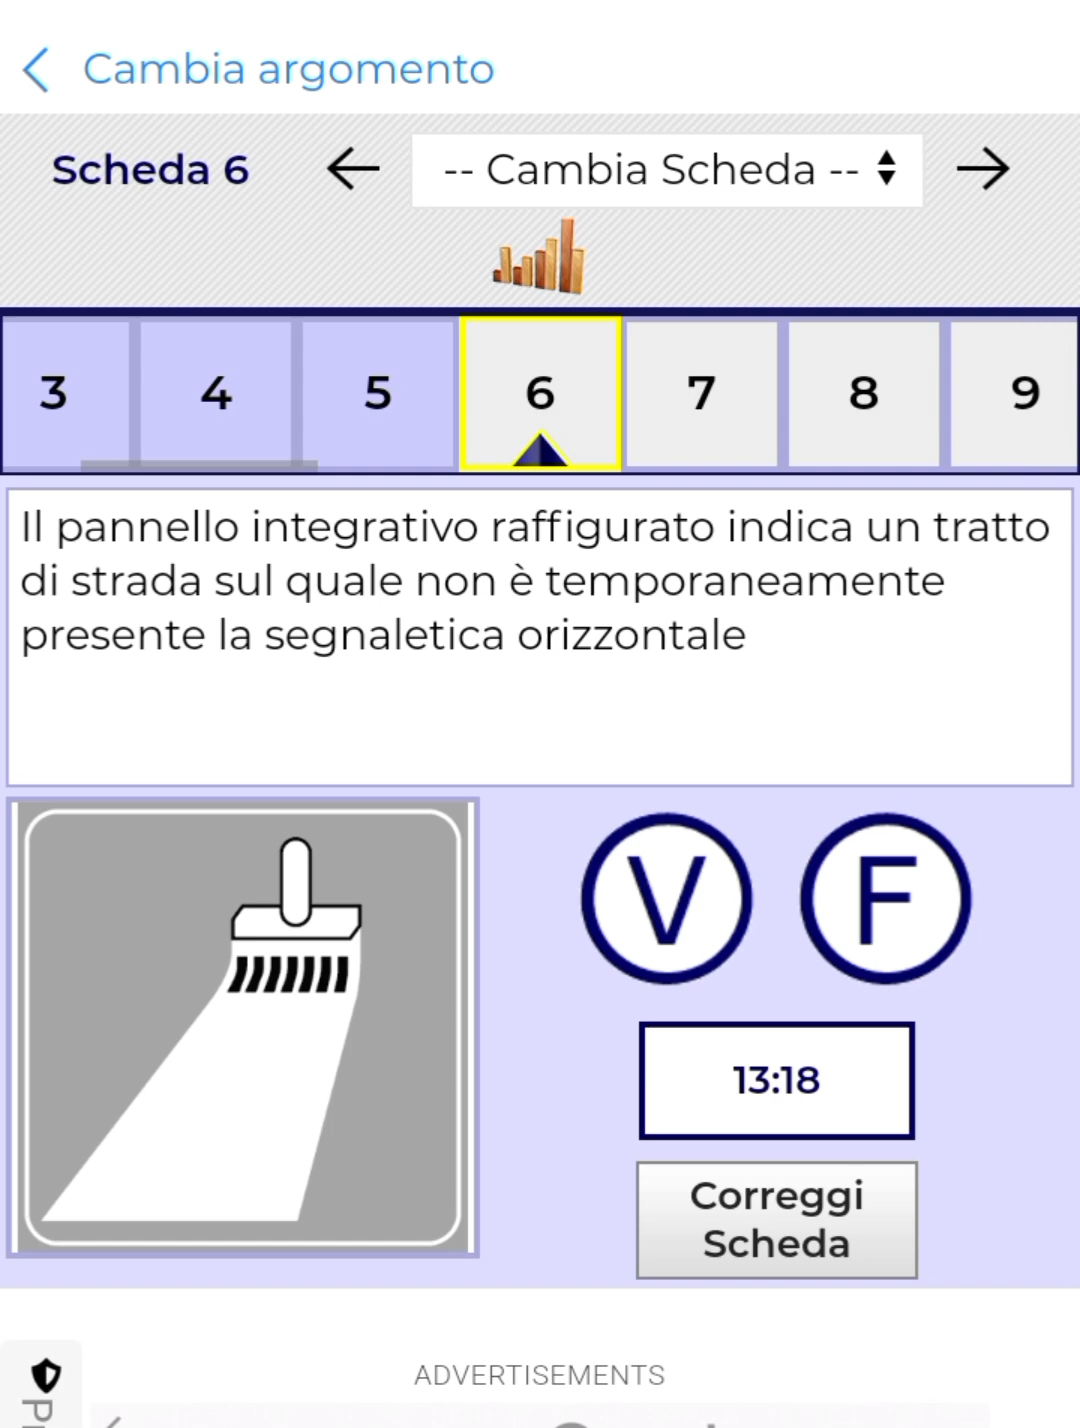 Cambia argomento
Scheda 6
-- Cambia Scheda --
3 4 5 6 7 8 9
Il pannello integrativo raffigurato indica un tratto
di strada sul quale non è temporaneamente
presente la segnaletica orizzontale
V F
13:18
Correggi
Scheda
ADVERTISEMENTS